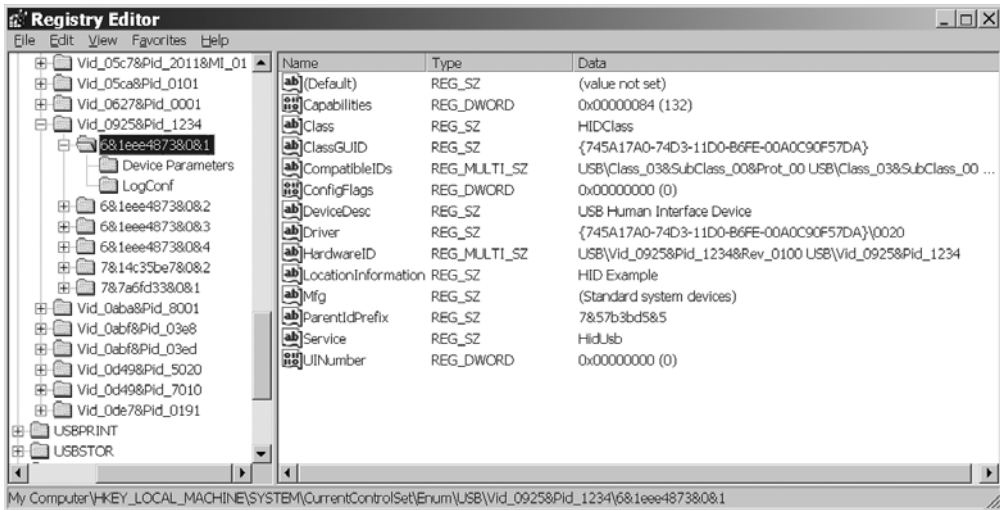 Registry Editor
File Edit View Favorites Help
Vid_05c7&Pid_2011&MI_01
Vid_05ca&Pid_0101
Vid_0627&Pid_0001
Vid_0925&Pid_1234
6&1eee4873&0&1
Device Parameters
LogConf
6&1eee4873&0&2
6&1eee4873&0&3
6&1eee4873&0&4
7&14c35be7&0&2
7&7a6fd33&0&1
Vid_0aba&Pid_8001
Vid_0abf&Pid_03e8
Vid_0abf&Pid_03ed
Vid_0d49&Pid_5020
Vid_0d49&Pid_7010
Vid_0de7&Pid_0191
USBPRINT
USBSTOR
Name Type Data
(Default) REG_SZ (value not set)
Capabilities REG_DWORD 0x00000084 (132)
Class REG_SZ HIDClass
ClassGUID REG_SZ {745A17A0-74D3-11D0-B6FE-00A0C90F57DA}
CompatibleIDs REG_MULTI_SZ USB\Class_03&SubClass_00&Prot_00 USB\Class_03&SubClass_00 ...
ConfigFlags REG_DWORD 0x00000000 (0)
DeviceDesc REG_SZ USB Human Interface Device
Driver REG_SZ {745A17A0-74D3-11D0-B6FE-00A0C90F57DA}\0020
HardwareID REG_MULTI_SZ USB\Vid_0925&Pid_1234&Rev_0100 USB\Vid_0925&Pid_1234
LocationInformation REG_SZ HID Example
Mfg REG_SZ (Standard system devices)
ParentIdPrefix REG_SZ 7&57b3bd5&5
Service REG_SZ HidUsb
UINumber REG_DWORD 0x00000000 (0)
My Computer\HKEY_LOCAL_MACHINE\SYSTEM\CurrentControlSet\Enum\USB\Vid_0925&Pid_1234\6&1eee4873&0&1